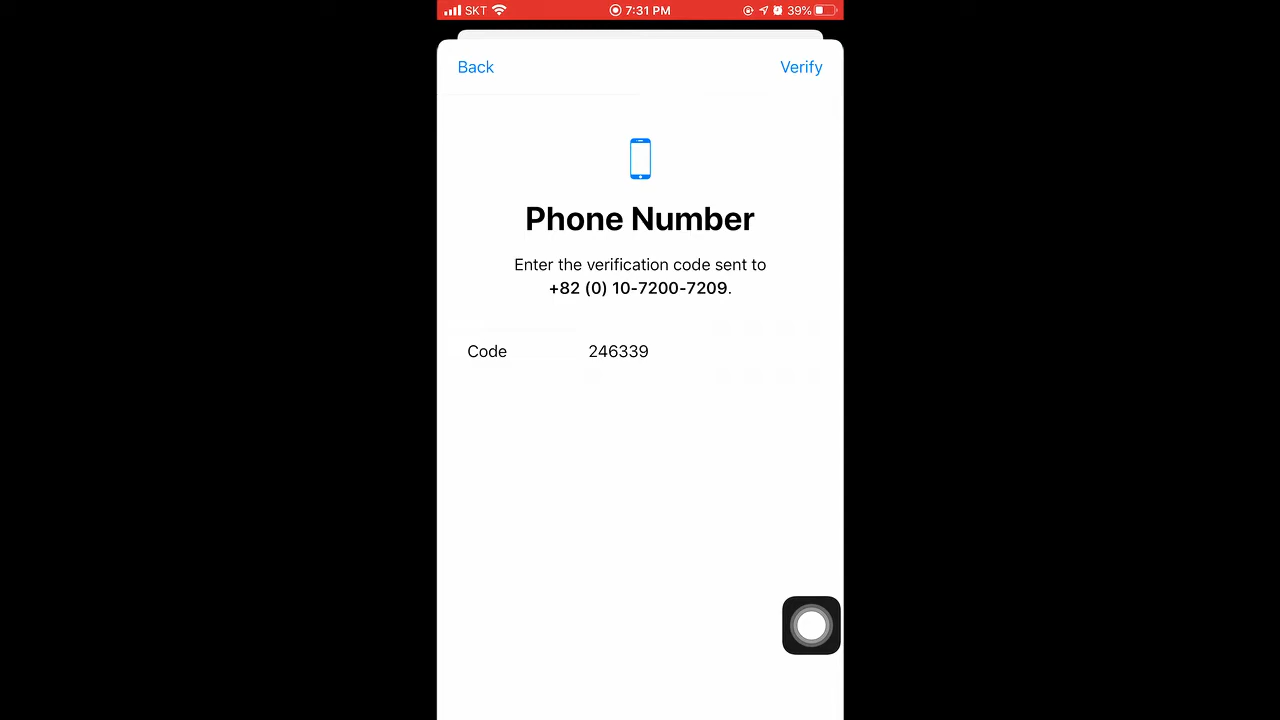 SKT 7:31 PM 39%
Back Verify
Phone Number
Enter the verification code sent to
+82 (0) 10-7200-7209.
Code 246339